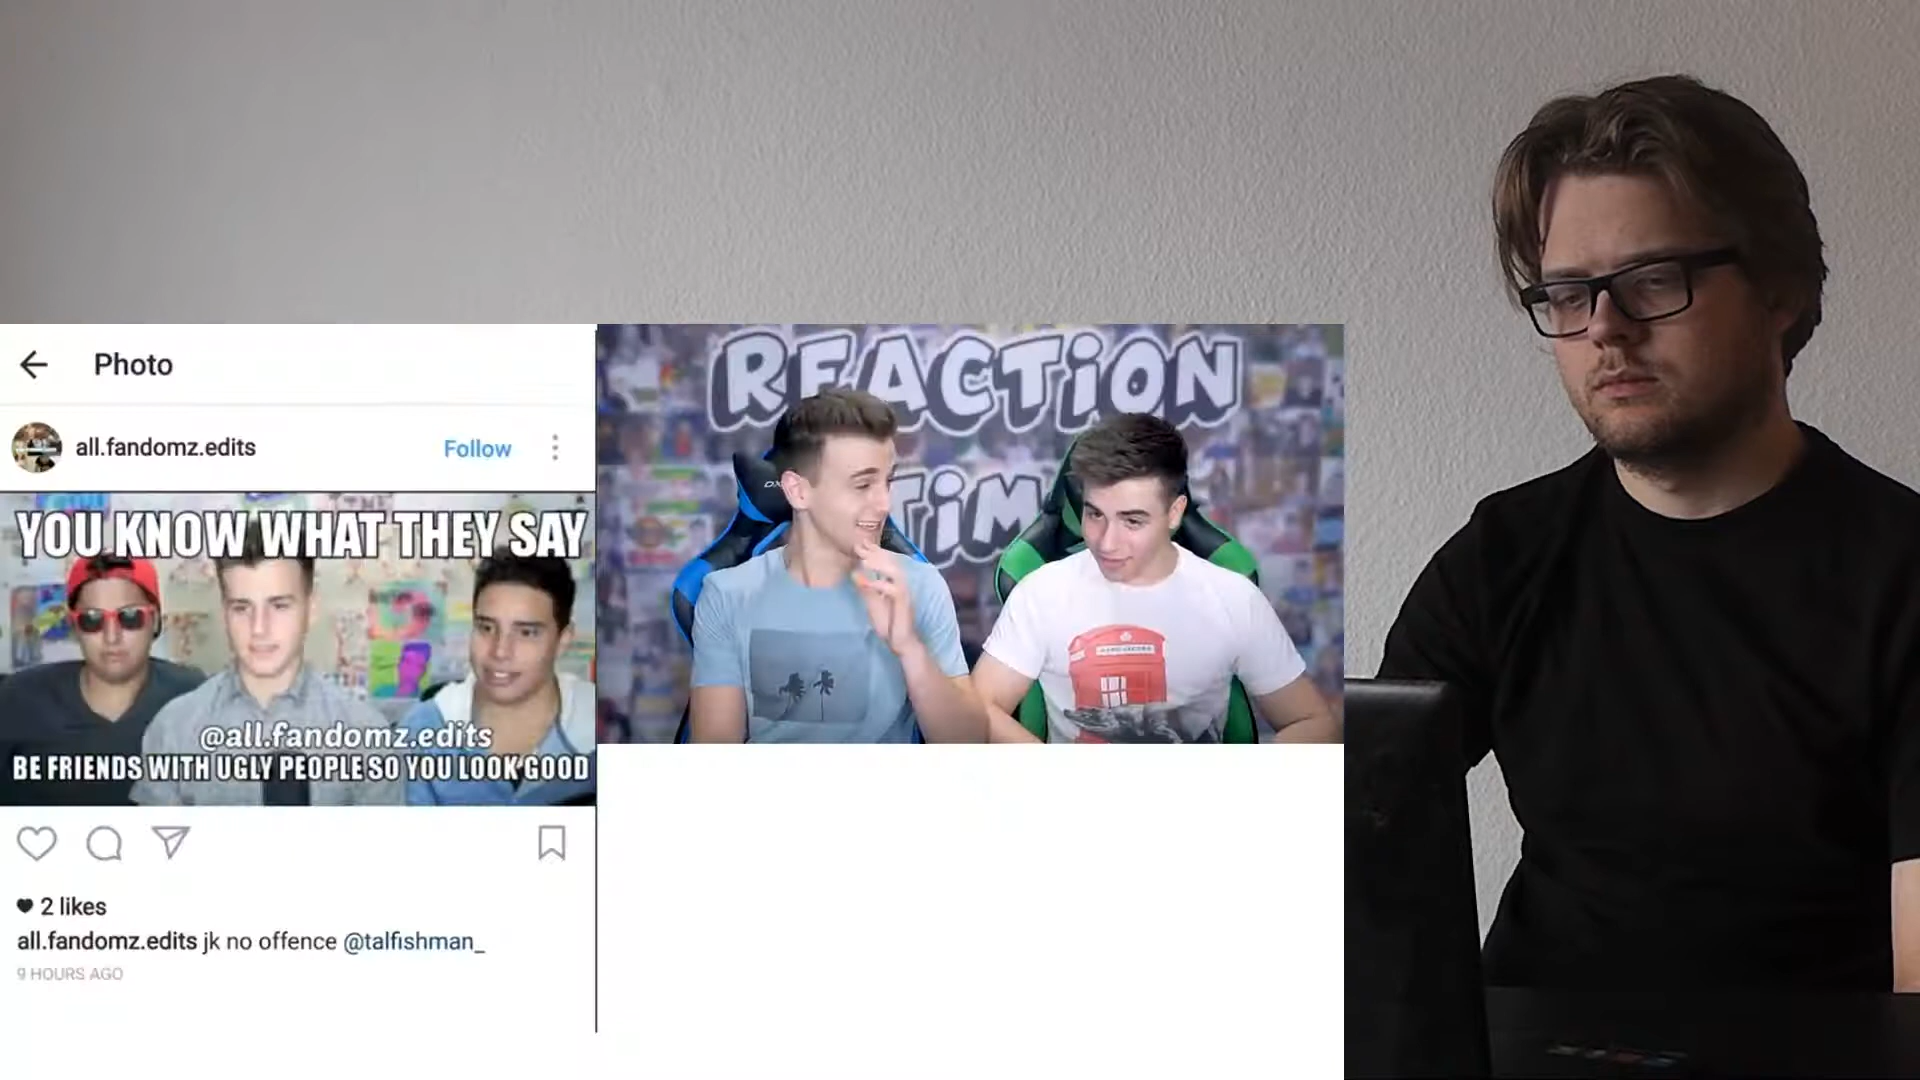 Photo
all.fandomz.edits
Follow
YOU KNOW WHAT THEY SAY
@all.fandomz.edits
BE FRIENDS WITH UGLY PEOPLE SO YOU LOOK GOOD
2 likes
all.fandomz.edits jk no offence @talfishman_
9 HOURS AGO
REACTION
TiM
DX